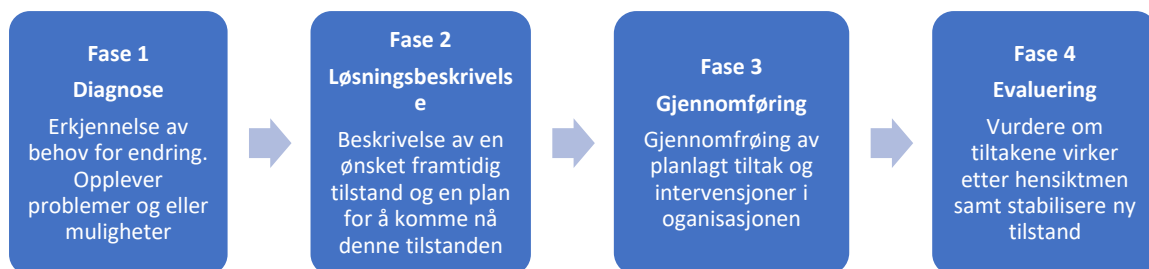 Fase 1
Diagnose
Erkjennelse av
behov for endring.
Opplever
problemer og eller
muligheter
Fase 2
Løsningsbeskrivels
e
Beskrivelse av en
ønsket framtidig
tilstand og en plan
for å komme nå
denne tilstanden
Fase 3
Gjennomføring
Gjennomfrøing av
planlagt tiltak og
intervensjoner i
oganisasjonen
Fase 4
Evaluering
Vurdere om
tiltakene virker
etter hensiktmen
samt stabilisere ny
tilstand